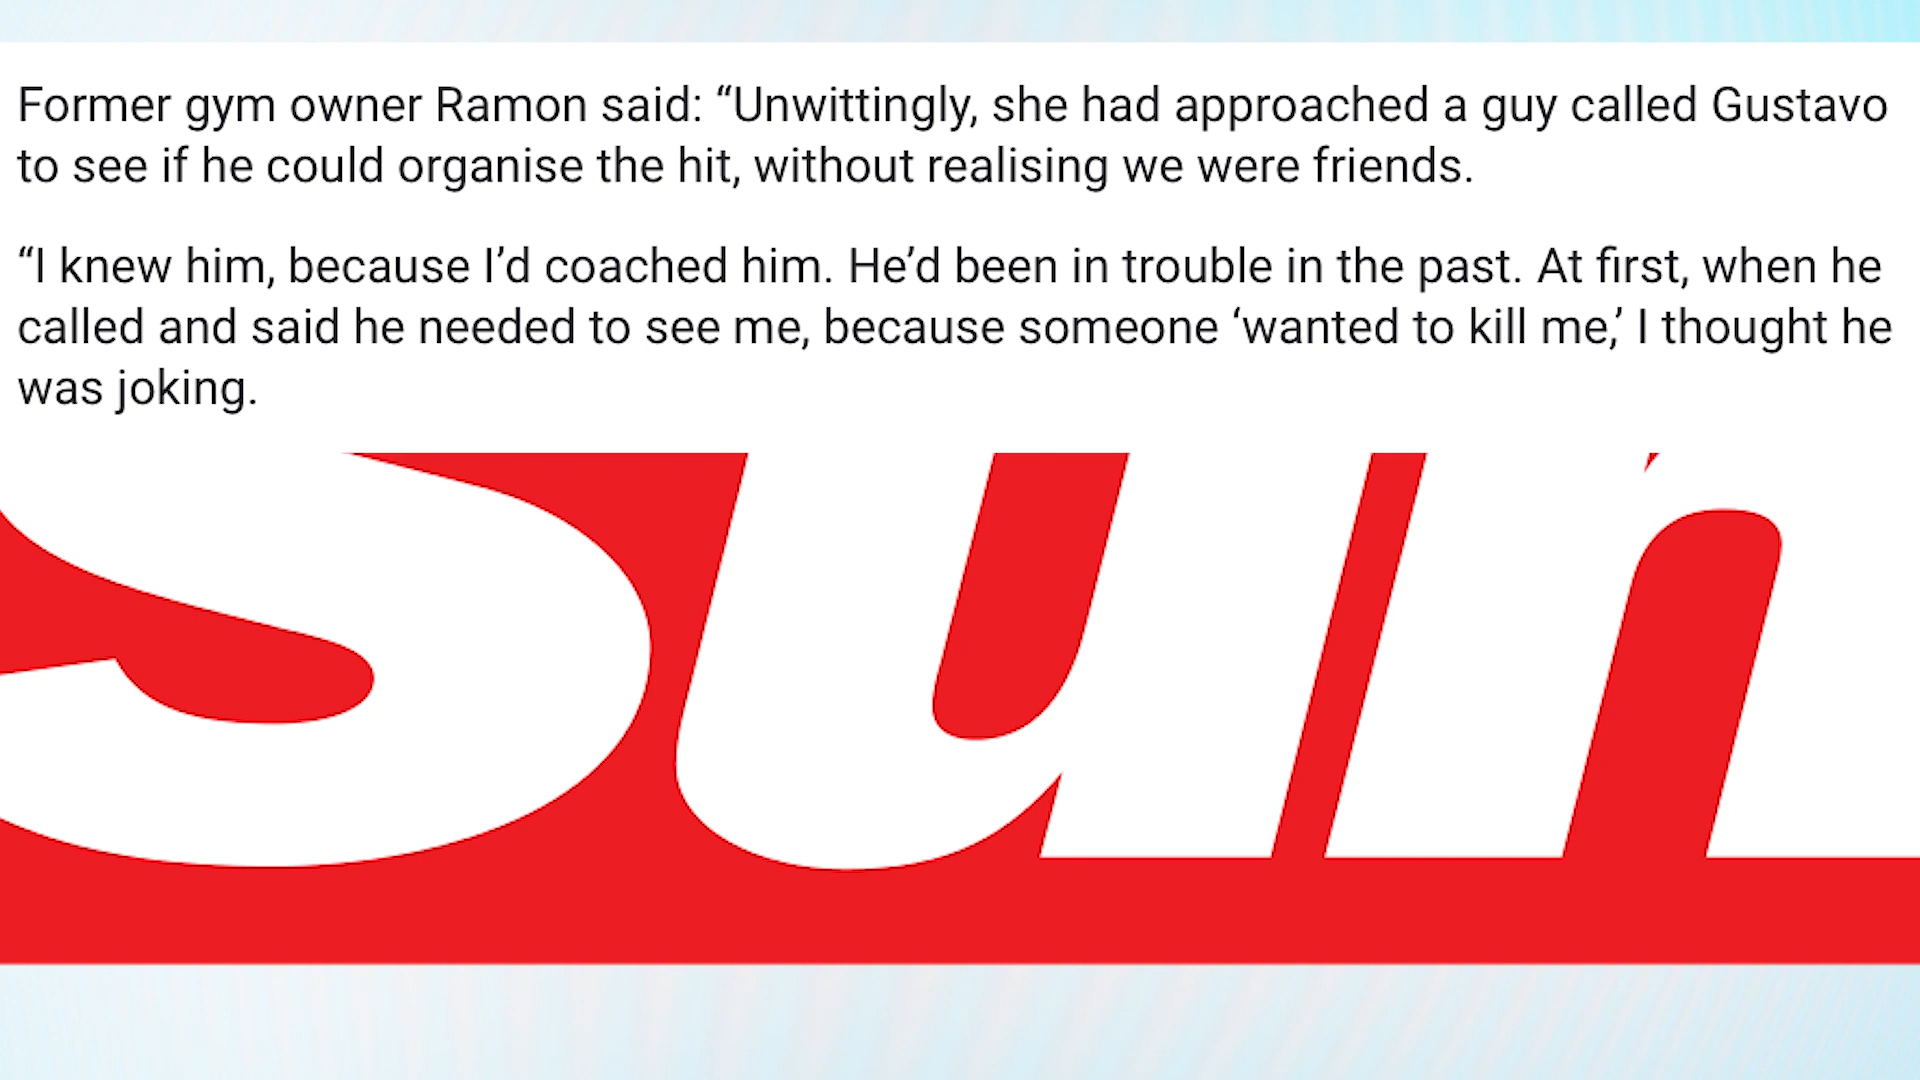 Former gym owner Ramon said: “Unwittingly, she had approached a guy called Gustavo
to see if he could organise the hit, without realising we were friends.
“I knew him, because I’d coached him. He’d been in trouble in the past. At first, when he
called and said he needed to see me, because someone ‘wanted to kill me,’ I thought he
was joking.
sun